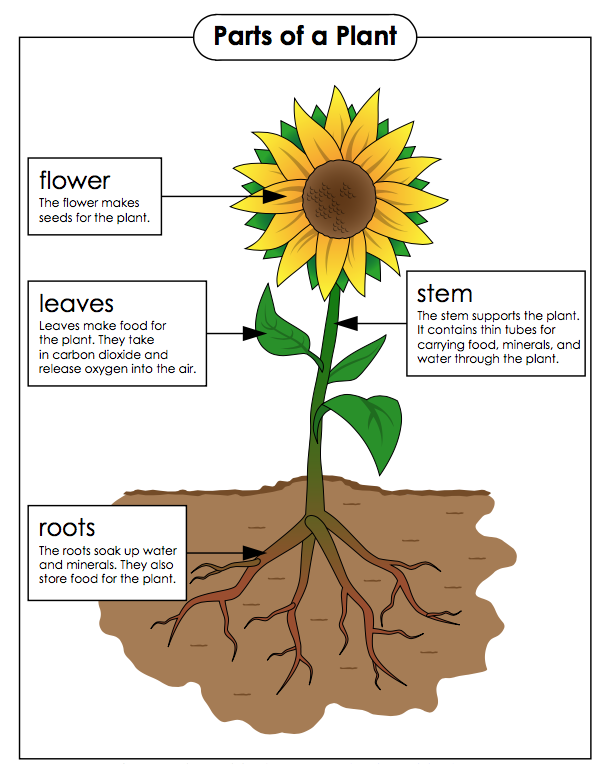 Parts of a Plant
flower
The flower makes
seeds for the plant.
leaves
Leaves make food for
the plant. They take
in carbon dioxide and
release oxygen into the air.
stem
The stem supports the plant.
It contains thin tubes for
carrying food, minerals, and
water through the plant.
roots
The roots soak up water
and minerals. They also
store food for the plant.